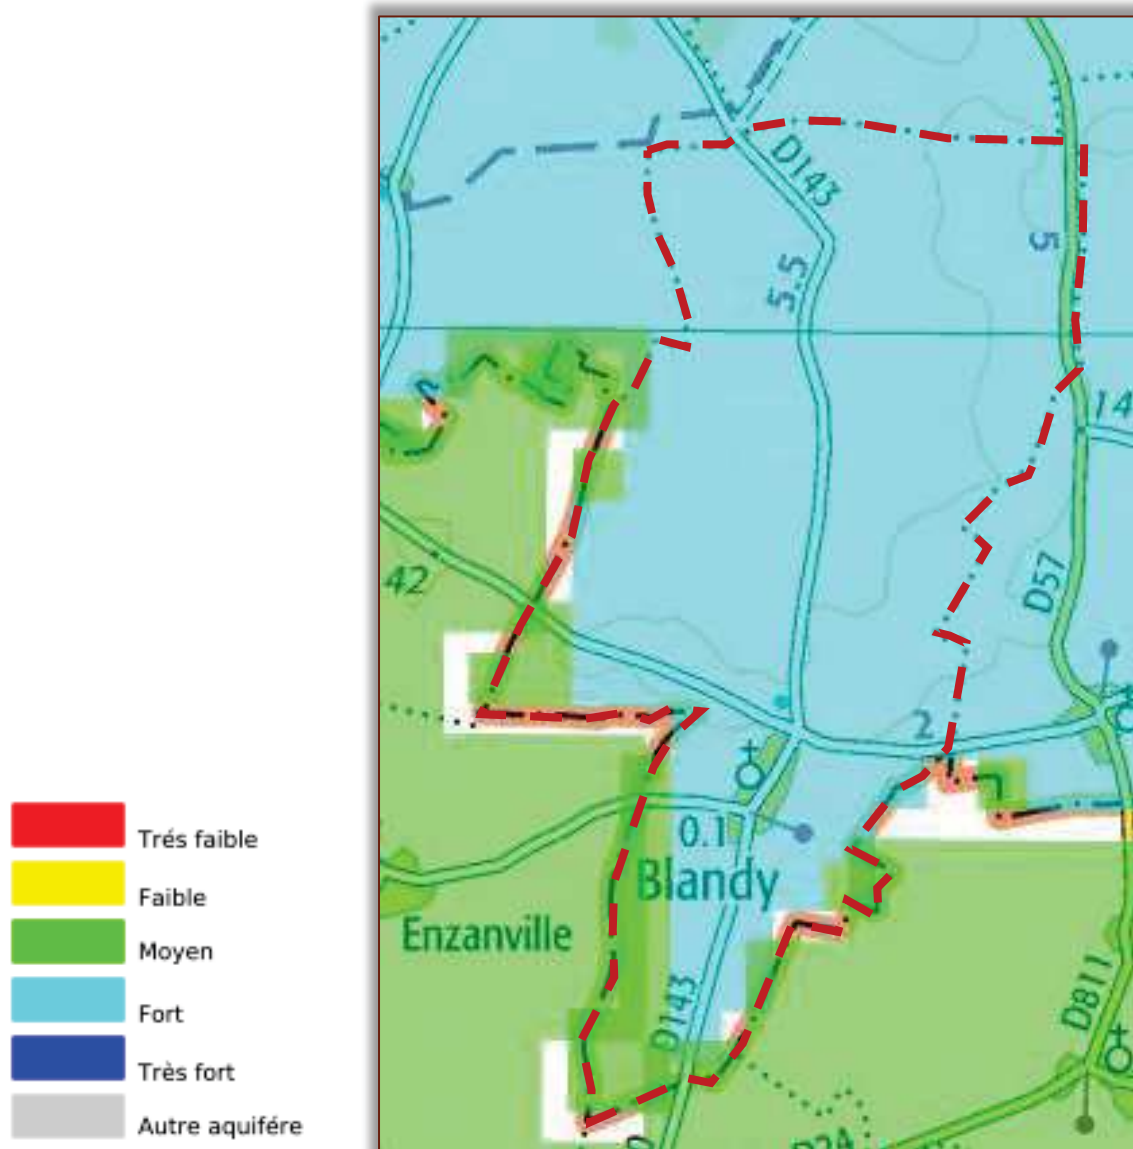 D143
5
5.5
14
42
D57
2
0.1
Blandy
Enzanville
D143
D811
D24
Trés faible
Faible
Moyen
Fort
Très fort
Autre aquifére